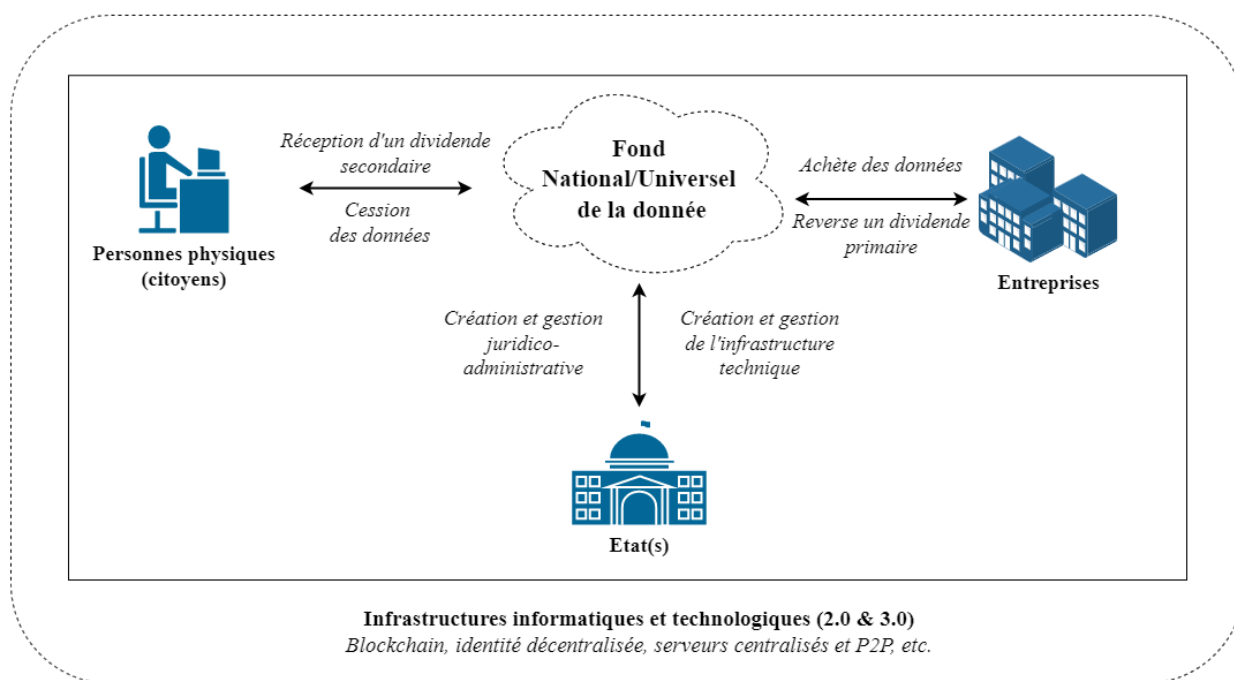 Réception d'un dividende
secondaire
Cession
des données
Personnes physiques
(citoyens)
Fond
National/Universel
de la donnée
Achète des données
Reverse un dividende
primaire
Entreprises
Création et gestion
juridico-
administrative
Création et gestion
de l'infrastructure
technique
Etat(s)
Infrastructures informatiques et technologiques (2.0 & 3.0)
Blockchain, identité décentralisée, serveurs centralisés et P2P, etc.